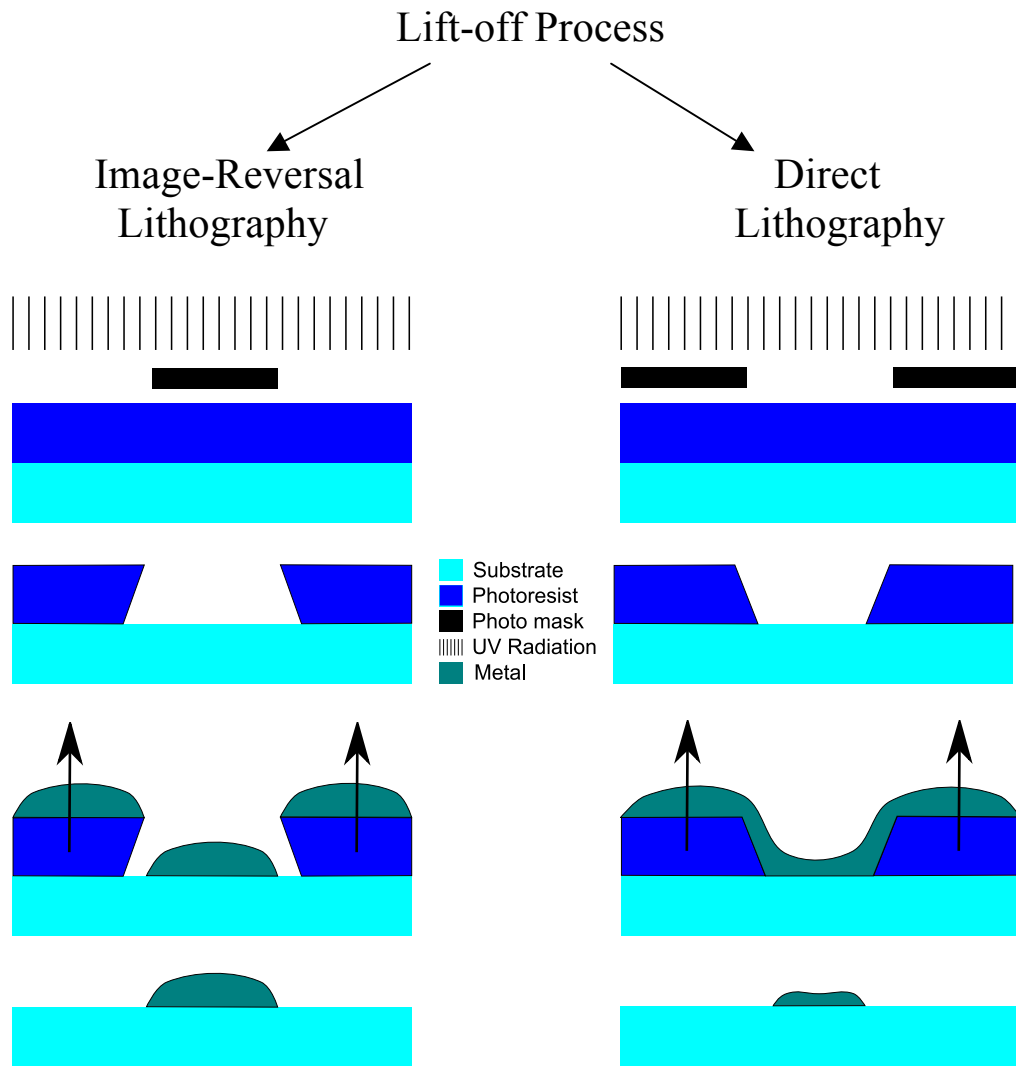 Lift-off Process
Image-Reversal
Lithography
Direct
Lithography
Substrate
Photoresist
Photo mask
UV Radiation
Metal